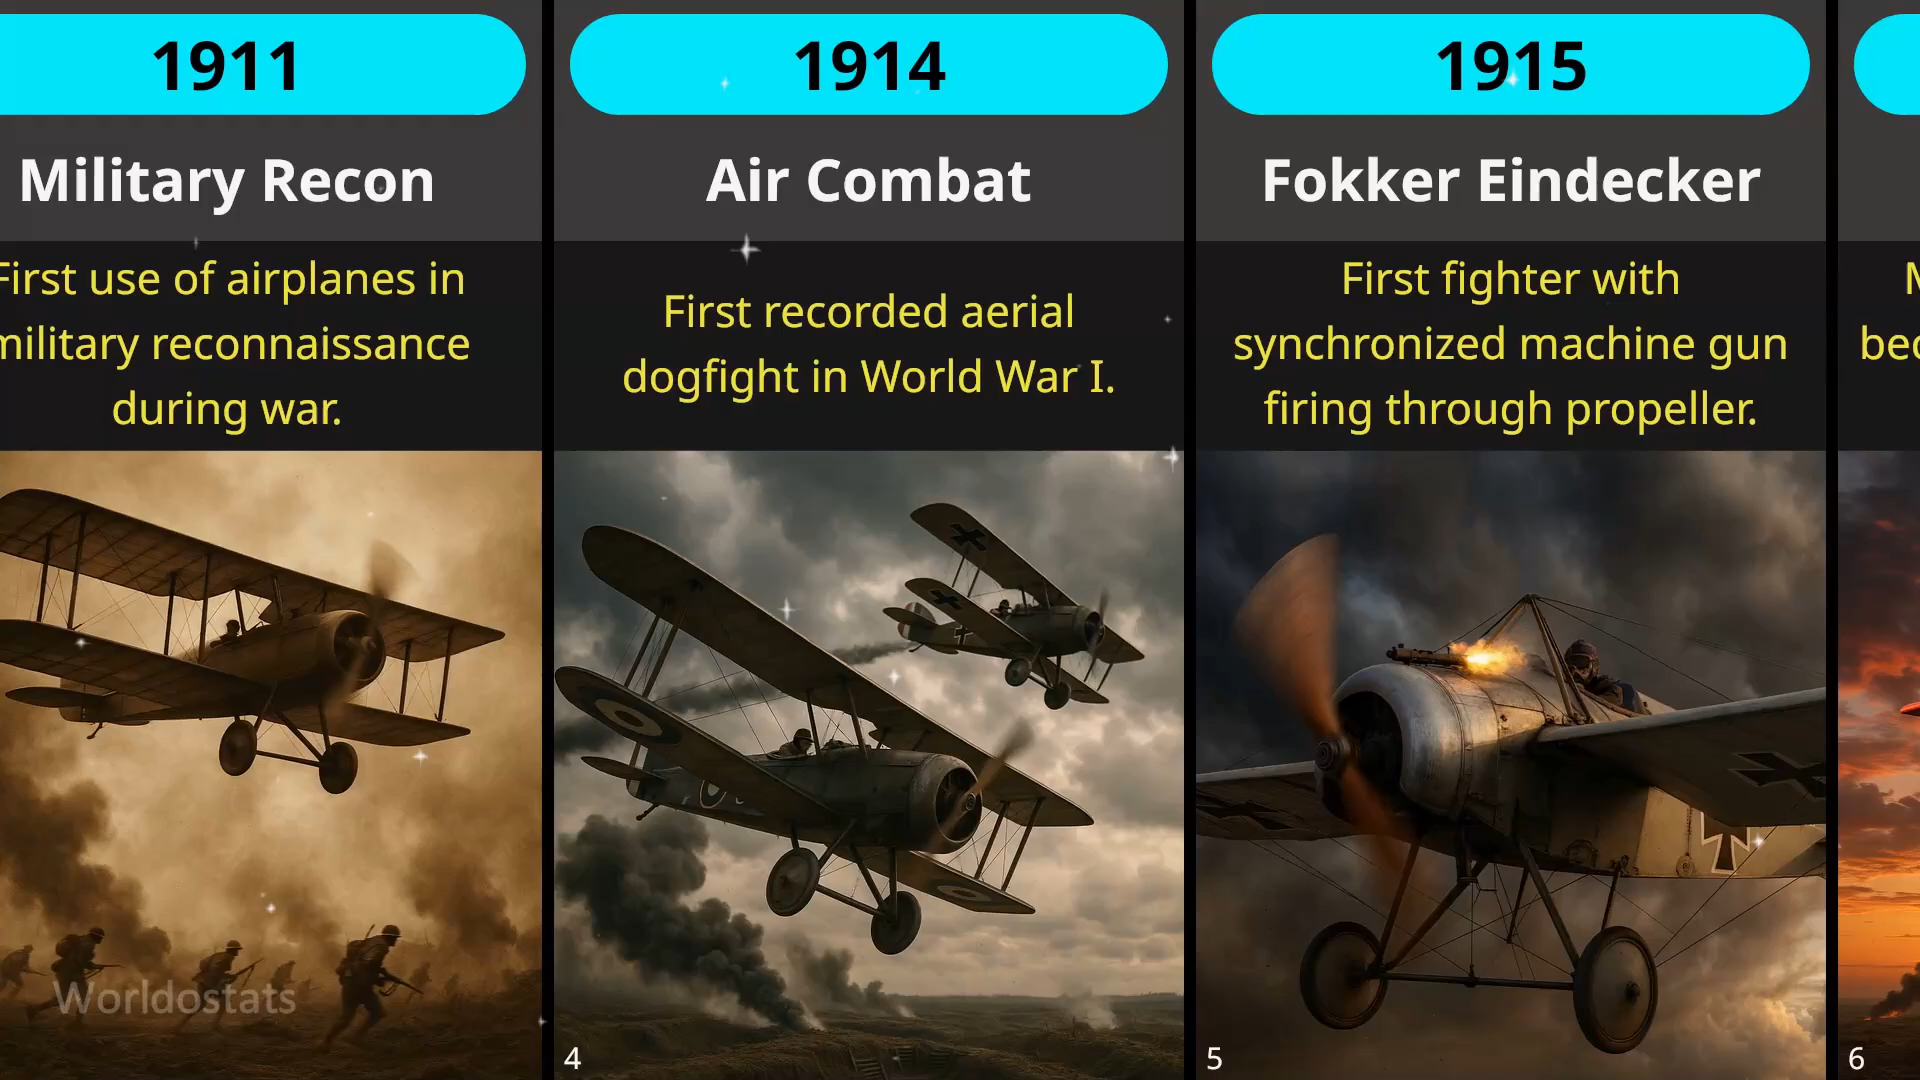 1911
Military Recon
First use of airplanes in
military reconnaissance
during war.
Worldostats
1914
Air Combat
First recorded aerial
dogfight in World War I.
4
1915
Fokker Eindecker
First fighter with
synchronized machine gun
firing through propeller.
5
6